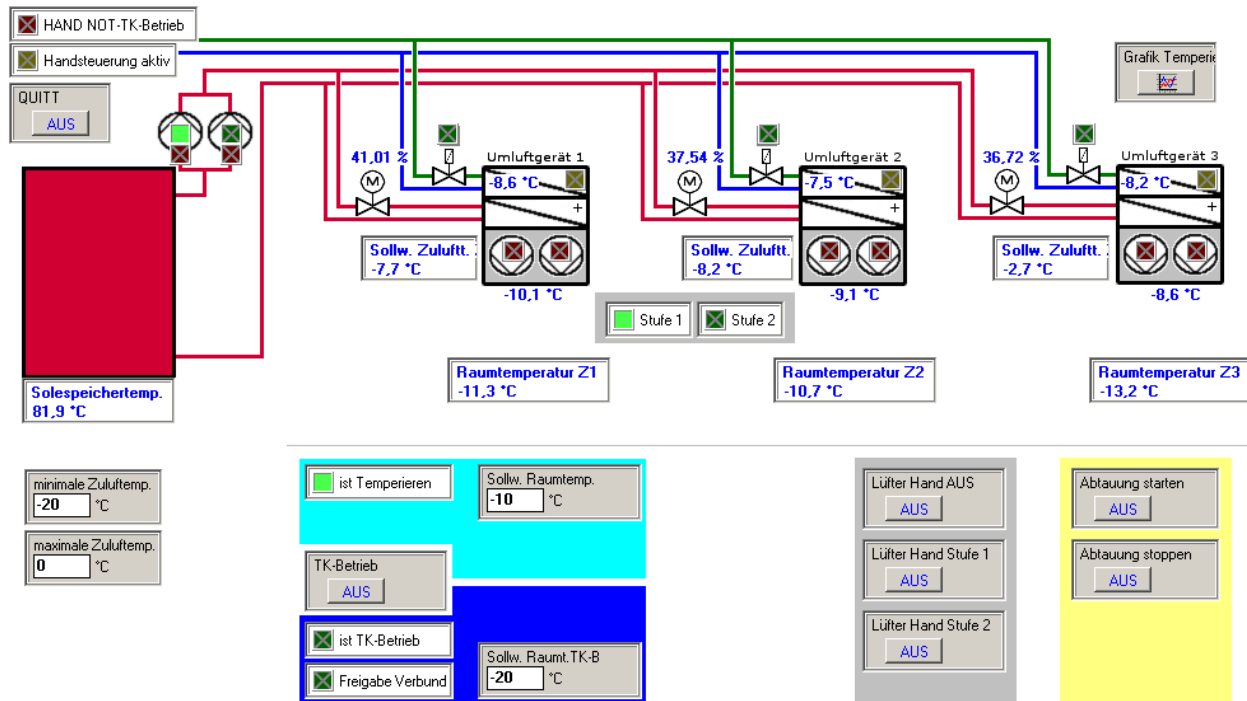 HAND NOT-TK-Betrieb
Handsteuerung aktiv
QUITT
AUS
Grafik Temperie
41,01 %
Umluftgerät 1
-8,6 °C
M
+
Sollw. Zuluftt.
-7,7 °C
-10,1 °C
37,54 %
Umluftgerät 2
-7,5 °C
M
+
Sollw. Zuluftt.
-8,2 °C
-9,1 °C
36,72 %
Umluftgerät 3
-8,2 °C
M
+
Sollw. Zuluftt.
-2,7 °C
-8,6 °C
Stufe 1
Stufe 2
Solespeichertemp.
81,9 °C
Raumtemperatur Z1
-11,3 °C
Raumtemperatur Z2
-10,7 °C
Raumtemperatur Z3
-13,2 °C
minimale Zuluftemp.
-20 °C
maximale Zuluftemp.
0 °C
ist Temperieren
Sollw. Raumtemp.
-10 °C
TK-Betrieb
AUS
ist TK-Betrieb
Freigabe Verbund
Sollw. Raumt.TK-B
-20 °C
Lüfter Hand AUS
AUS
Lüfter Hand Stufe 1
AUS
Lüfter Hand Stufe 2
AUS
Abtauung starten
AUS
Abtauung stoppen
AUS